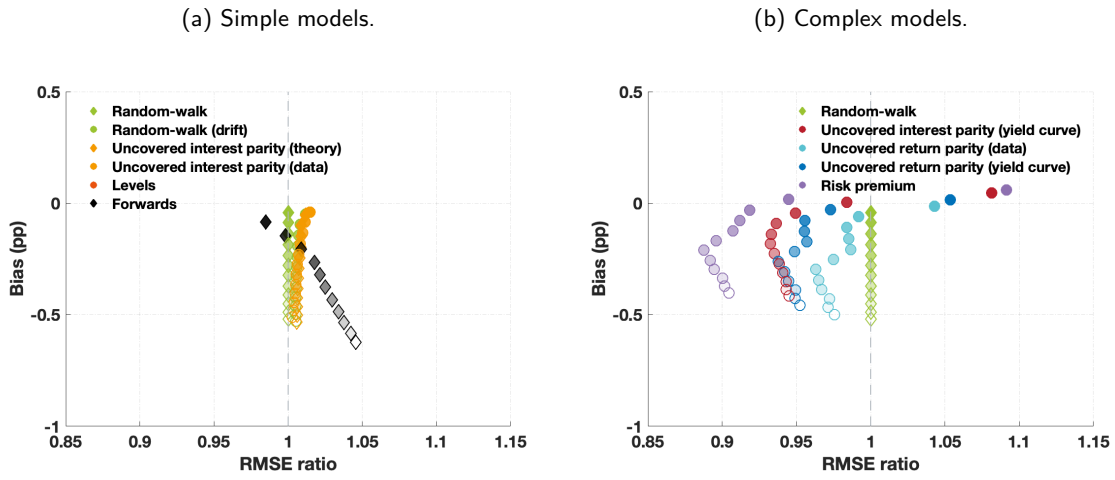 (a) Simple models.
0.5
0
-0.5
-1
Bias (pp)
Random-walk
Random-walk (drift)
Uncovered interest parity (theory)
Uncovered interest parity (data)
Levels
Forwards
0.85 0.9 0.95 1 1.05 1.1 1.15
RMSE ratio
(b) Complex models.
0.5
0
-0.5
-1
Bias (pp)
Random-walk
Uncovered interest parity (yield curve)
Uncovered return parity (data)
Uncovered return parity (yield curve)
Risk premium
0.85 0.9 0.95 1 1.05 1.1 1.15
RMSE ratio